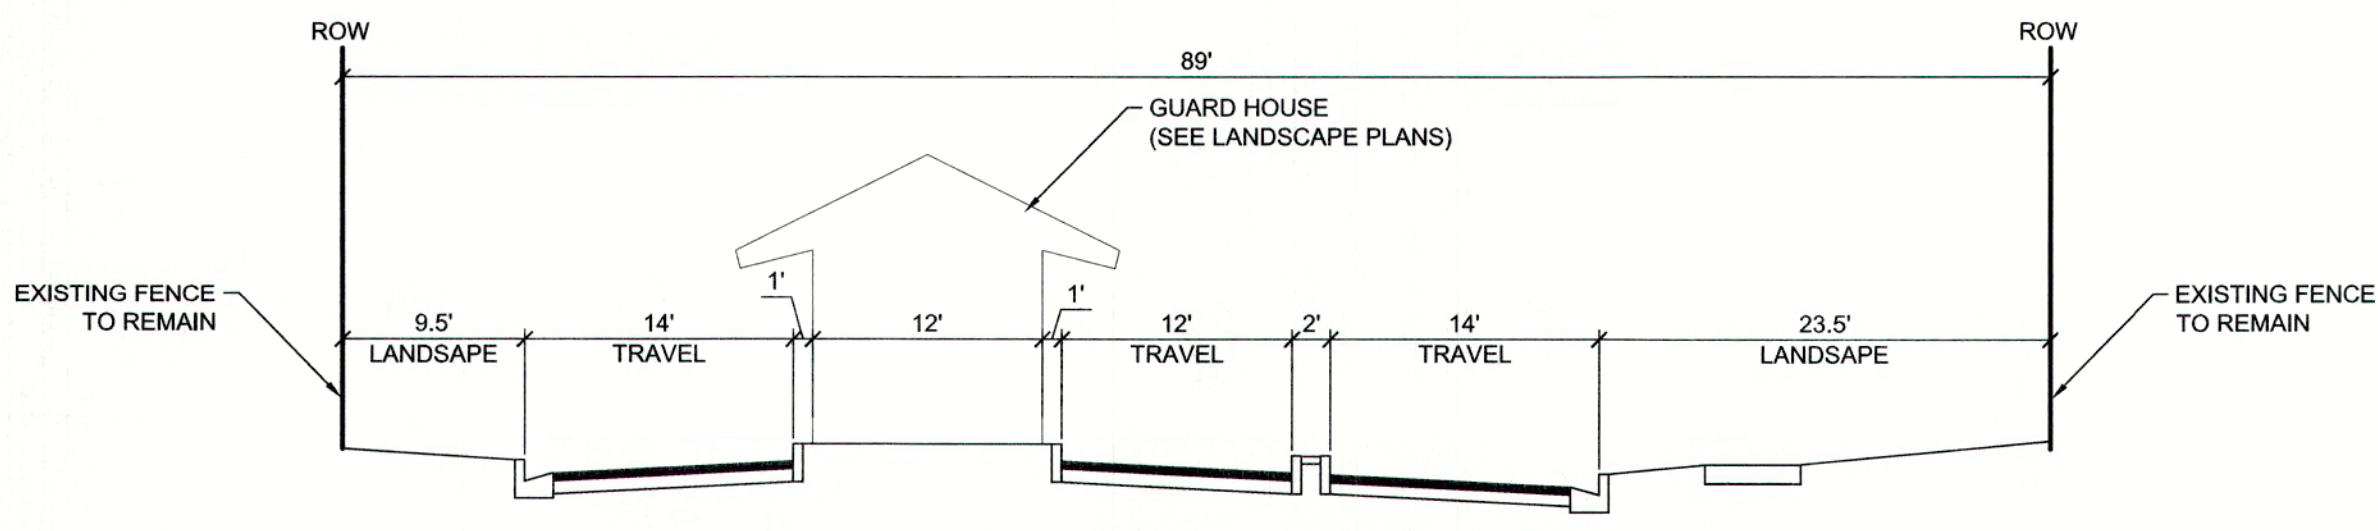 ROW
ROW
89'
GUARD HOUSE
(SEE LANDSCAPE PLANS)
EXISTING FENCE
TO REMAIN
1'
1'
EXISTING FENCE
TO REMAIN
9.5'
14'
12'
12'
2'
14'
23.5'
LANDSAPE
TRAVEL
TRAVEL
TRAVEL
LANDSAPE